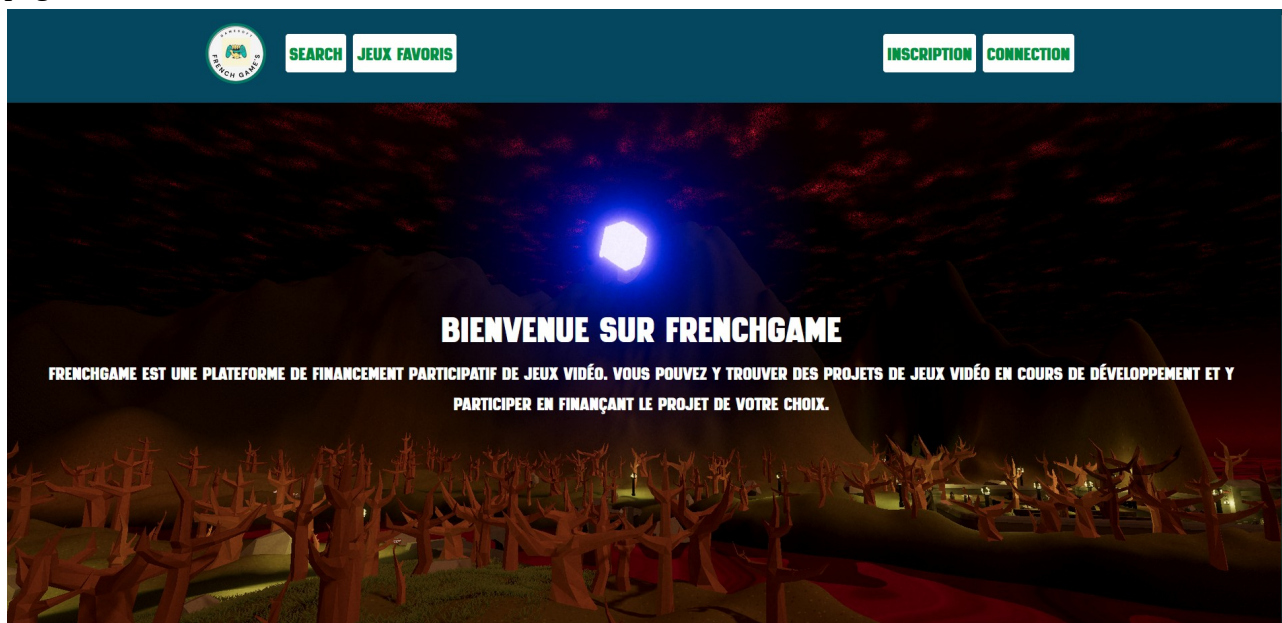 GAMESOFT
FRENCH GAME'S
SEARCH
JEUX FAVORIS
INSCRIPTION
CONNECTION
BIENVENUE SUR FRENCHGAME
FRENCHGAME EST UNE PLATEFORME DE FINANCEMENT PARTICIPATIF DE JEUX VIDÉO. VOUS POUVEZ Y TROUVER DES PROJETS DE JEUX VIDÉO EN COURS DE DÉVELOPPEMENT ET Y
PARTICIPER EN FINANÇANT LE PROJET DE VOTRE CHOIX.